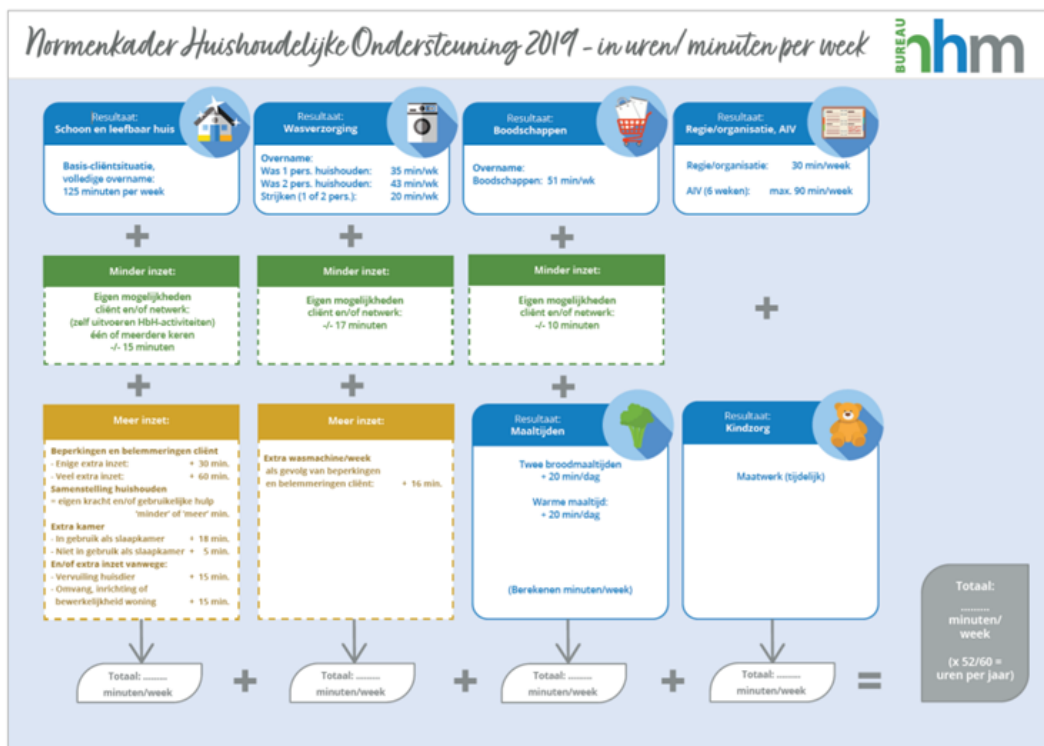 Normenkader Huishoudelijke Ondersteuning 2019 - in uren/ minuten per week
BUREAU
nhm
Resultaat:
Schoon en leefbaar huis
Basis-cliëntsituatie,
volledige overname:
125 minuten per week
Resultaat:
Wasverzorging
Overname:
Was 1 pers. huishouden: 35 min/wk
Was 2 pers. huishouden: 43 min/wk
Strijken (1 of 2 pers.): 20 min/wk
Resultaat:
Boodschappen
Overname:
Boodschappen: 51 min/wk
Resultaat:
Regie/organisatie, AIV
Regie/organisatie: 30 min/week
AIV (6 weken): max. 90 min/week
+
+
+
Minder inzet:
Eigen mogelijkheden
cliënt en/of netwerk:
(zelf uitvoeren HbH-activiteiten)
één of meerdere keren
-/- 15 minuten
Minder inzet:
Eigen mogelijkheden
cliënt en/of netwerk:
-/- 17 minuten
Minder inzet:
Eigen mogelijkheden
cliënt en/of netwerk:
-/- 10 minuten
+
+
+
+
Meer inzet:
Beperkingen en belemmeringen cliënt
- Enige extra inzet: + 30 min.
- Veel extra inzet: + 60 min.
Samenstelling huishouden
= eigen kracht en/of gebruikelijke hulp
'minder' of 'meer' min.
Extra kamer
- In gebruik als slaapkamer + 18 min.
- Niet in gebruik als slaapkamer + 5 min.
En/of extra inzet vanwege:
- Vervuiling huisdier + 15 min.
- Omvang, inrichting of
bewerkelijkheid woning + 15 min.
Meer inzet:
Extra wasmachine/week
als gevolg van beperkingen
en belemmeringen cliënt: + 16 min.
Resultaat:
Maaltijden
Twee broodmaaltijden
+ 20 min/dag
Warme maaltijd:
+ 20 min/dag
(Berekenen minuten/week)
Resultaat:
Kindzorg
Maatwerk (tijdelijk)
Totaal: .........
minuten/week
+
Totaal: .........
minuten/week
+
Totaal: .........
minuten/week
+
Totaal: .........
minuten/week
=
Totaal:
.........
minuten/
week
(x 52/60 =
uren per jaar)